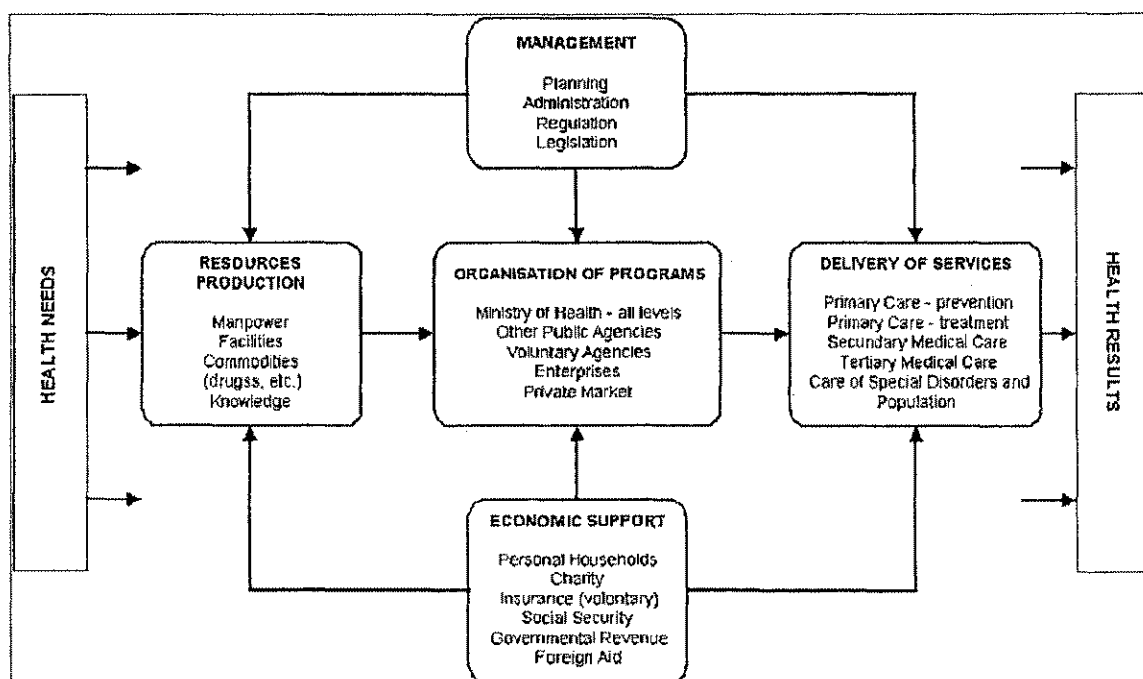 MANAGEMENT
Planning
Administration
Regulation
Legislation
HEALTH NEEDS
RESOURCES
PRODUCTION
Manpower
Facilities
Commodities
(drugss, etc.)
Knowledge
ORGANISATION OF PROGRAMS
Ministry of Health - all levels
Other Public Agencies
Voluntary Agencies
Enterprises
Private Market
DELIVERY OF SERVICES
Primary Care - prevention
Primary Care - treatment
Secundary Medical Care
Tertiary Medical Care
Care of Special Disorders and
Population
HEALTH RESULTS
ECONOMIC SUPPORT
Personal Households
Charity
Insurance (voluntary)
Social Security
Governmental Revenue
Foreign Aid